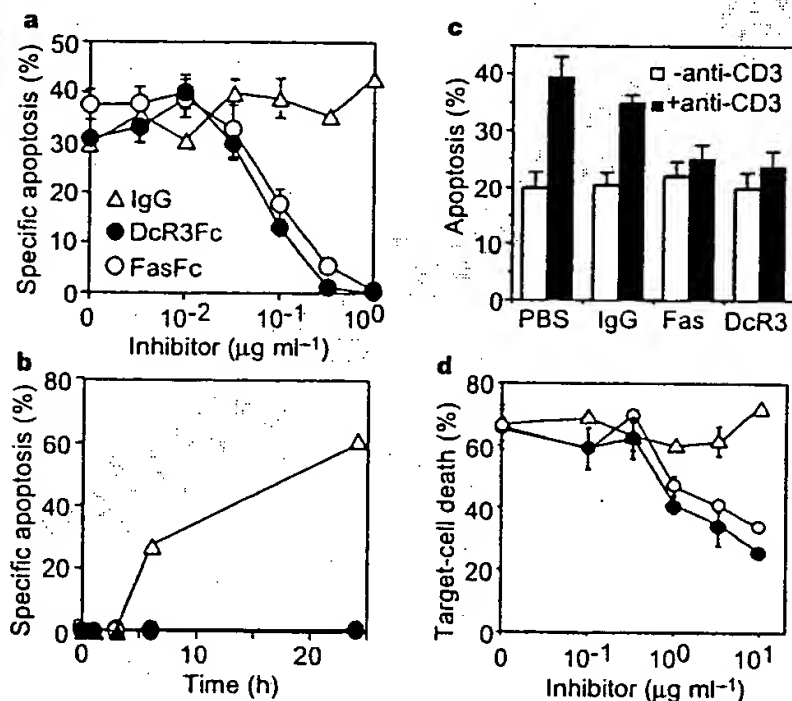 a
Specific apoptosis (%)
50
40
30
20
10
0
△ IgG
● DcR3Fc
○ FasFc
0 10⁻² 10⁻¹ 10⁰
Inhibitor (µg ml⁻¹)
c
Apoptosis (%)
40
30
20
10
0
□ -anti-CD3
■ +anti-CD3
PBS IgG Fas DcR3
b
Specific apoptosis (%)
80
60
40
20
0
0 10 20
Time (h)
d
Target-cell death (%)
80
60
40
20
0
0 10⁻¹ 10⁰ 10¹
Inhibitor (µg ml⁻¹)